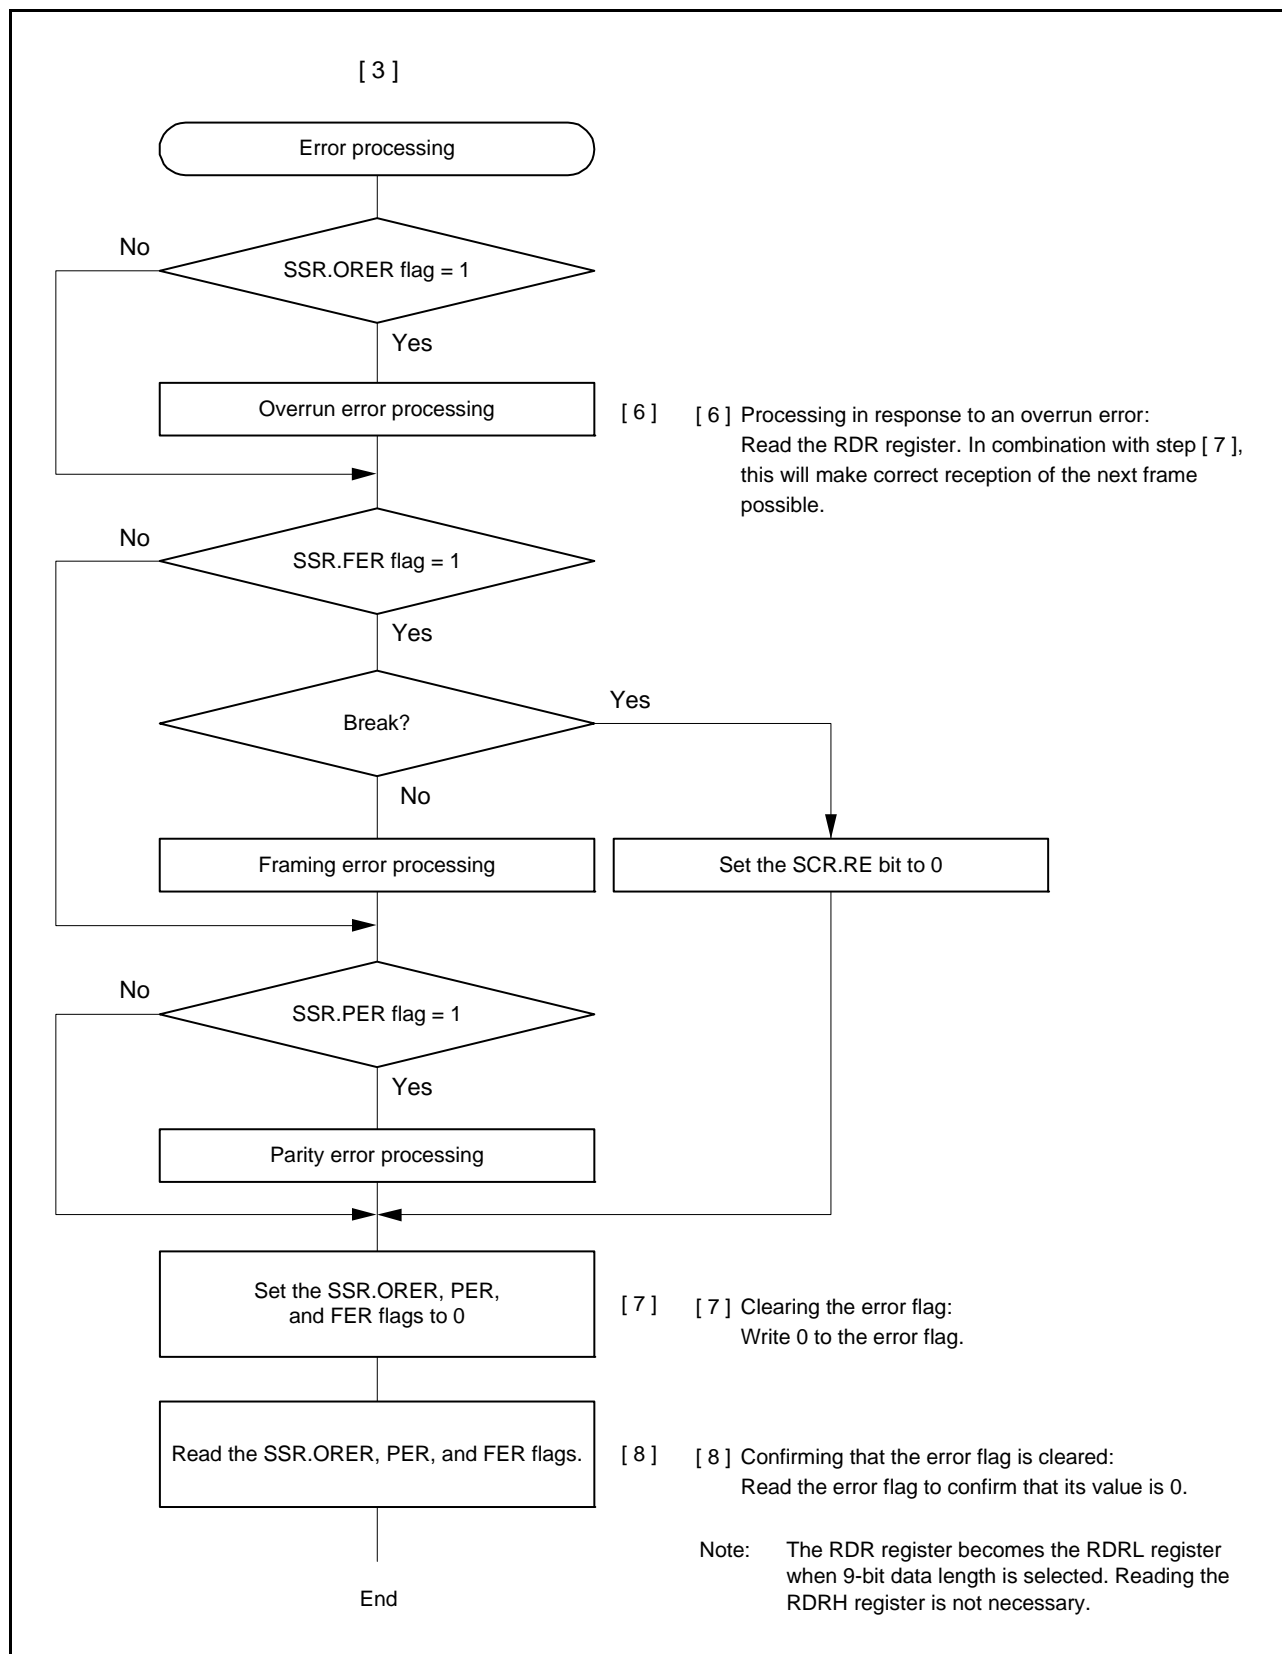 [ 3 ]
Error processing
No
SSR.ORER flag = 1
Yes
Overrun error processing
[ 6 ]
[ 6 ] Processing in response to an overrun error:
Read the RDR register. In combination with step [ 7 ],
this will make correct reception of the next frame
possible.
No
SSR.FER flag = 1
Yes
Break?
Yes
No
Framing error processing
Set the SCR.RE bit to 0
No
SSR.PER flag = 1
Yes
Parity error processing
Set the SSR.ORER, PER,
and FER flags to 0
[ 7 ]
[ 7 ] Clearing the error flag:
Write 0 to the error flag.
Read the SSR.ORER, PER, and FER flags.
[ 8 ]
[ 8 ] Confirming that the error flag is cleared:
Read the error flag to confirm that its value is 0.
Note: The RDR register becomes the RDRL register
when 9-bit data length is selected. Reading the
RDRH register is not necessary.
End